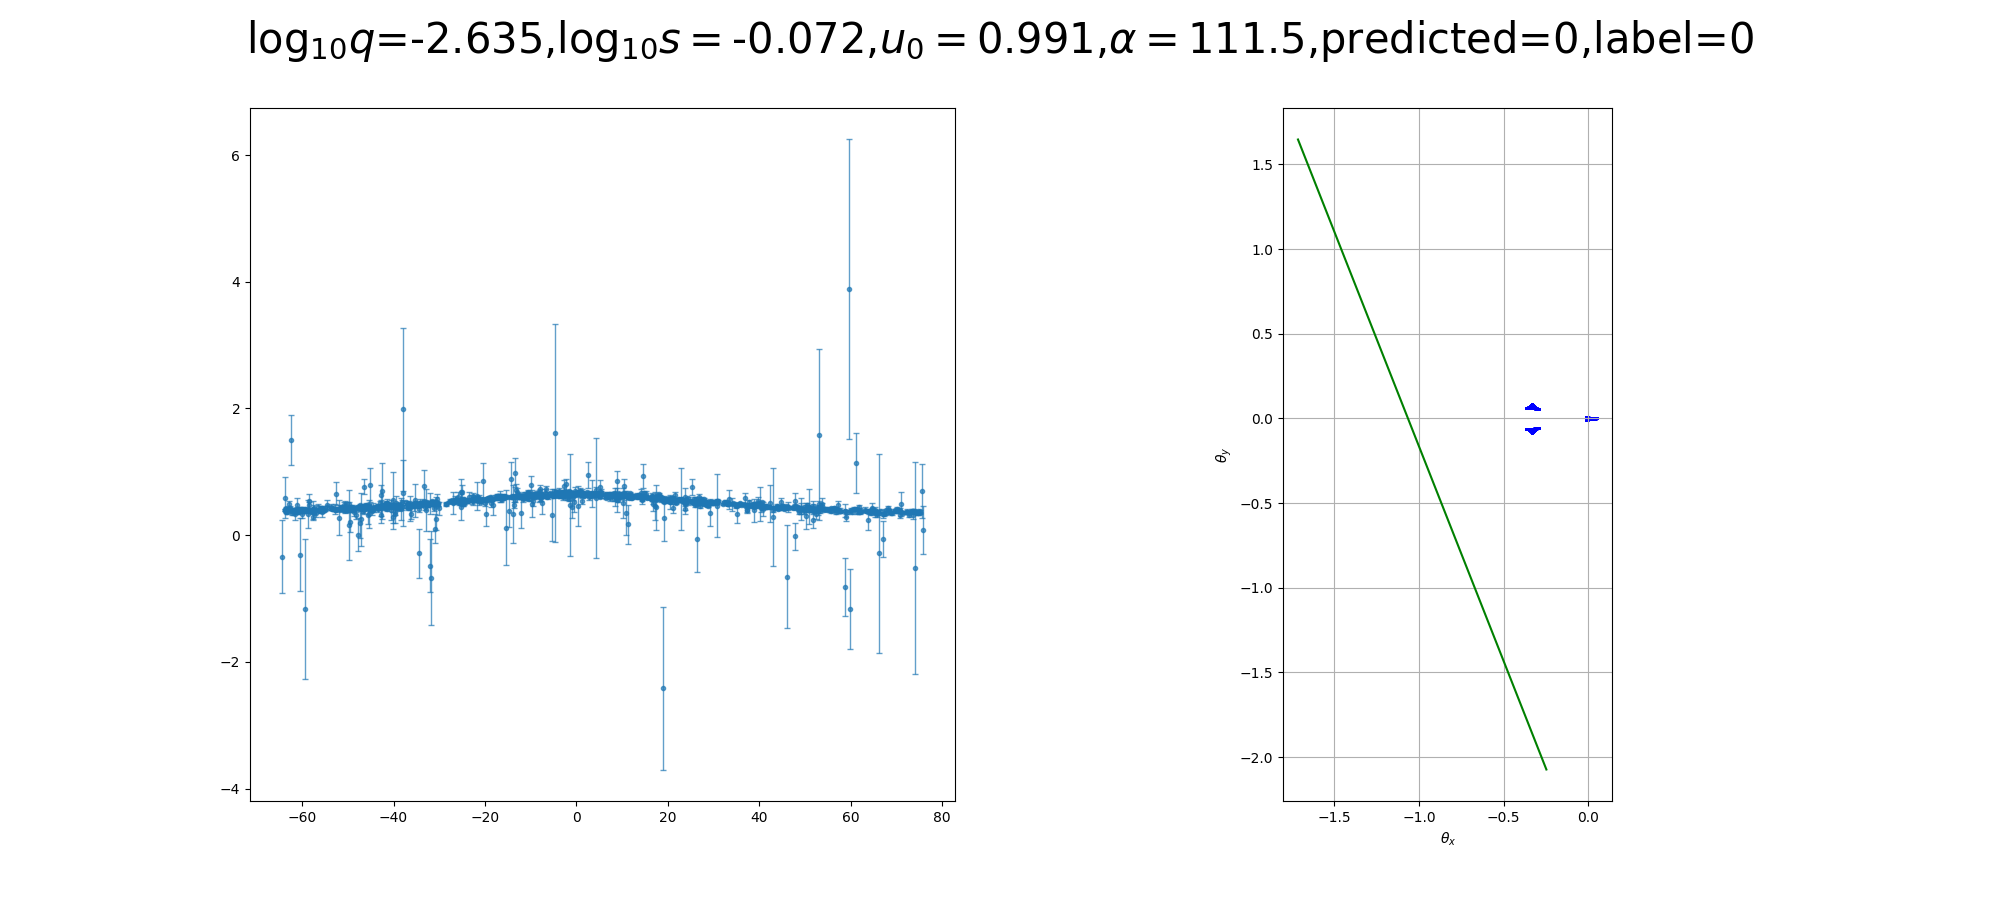 log₁₀q=-2.635,log₁₀s = -0.072,u₀ = 0.991,α = 111.5,predicted=0,label=0
6
4
2
0
−2
−4
−60 −40 −20 0 20 40 60 80
1.5
1.0
0.5
0.0
−0.5
−1.0
−1.5
−2.0
θy
−1.5 −1.0 −0.5 0.0
θx